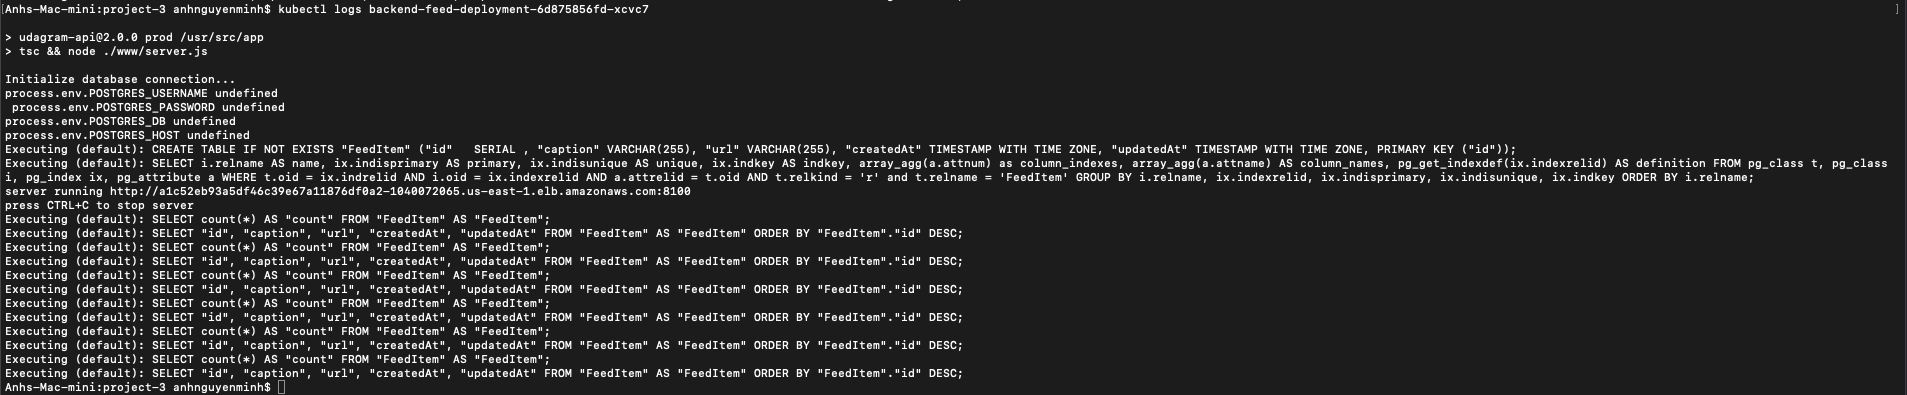 [Anhs-Mac-mini:project-3 anhnguyenminh$ kubectl logs backend-feed-deployment-6d875856fd-xcvc7 ]
> udagram-api@2.0.0 prod /usr/src/app
> tsc && node ./www/server.js
Initialize database connection...
process.env.POSTGRES_USERNAME undefined
 process.env.POSTGRES_PASSWORD undefined
process.env.POSTGRES_DB undefined
process.env.POSTGRES_HOST undefined
Executing (default): CREATE TABLE IF NOT EXISTS "FeedItem" ("id"   SERIAL , "caption" VARCHAR(255), "url" VARCHAR(255), "createdAt" TIMESTAMP WITH TIME ZONE, "updatedAt" TIMESTAMP WITH TIME ZONE, PRIMARY KEY ("id"));
Executing (default): SELECT i.relname AS name, ix.indisprimary AS primary, ix.indisunique AS unique, ix.indkey AS indkey, array_agg(a.attnum) as column_indexes, array_agg(a.attname) AS column_names, pg_get_indexdef(ix.indexrelid) AS definition FROM pg_class t, pg_class
i, pg_index ix, pg_attribute a WHERE t.oid = ix.indrelid AND i.oid = ix.indexrelid AND a.attrelid = t.oid AND t.relkind = 'r' and t.relname = 'FeedItem' GROUP BY i.relname, ix.indexrelid, ix.indisprimary, ix.indisunique, ix.indkey ORDER BY i.relname;
server running http://a1c52eb93a5df46c39e67a11876df0a2-1040072065.us-east-1.elb.amazonaws.com:8100
press CTRL+C to stop server
Executing (default): SELECT count(*) AS "count" FROM "FeedItem" AS "FeedItem";
Executing (default): SELECT "id", "caption", "url", "createdAt", "updatedAt" FROM "FeedItem" AS "FeedItem" ORDER BY "FeedItem"."id" DESC;
Executing (default): SELECT count(*) AS "count" FROM "FeedItem" AS "FeedItem";
Executing (default): SELECT "id", "caption", "url", "createdAt", "updatedAt" FROM "FeedItem" AS "FeedItem" ORDER BY "FeedItem"."id" DESC;
Executing (default): SELECT count(*) AS "count" FROM "FeedItem" AS "FeedItem";
Executing (default): SELECT "id", "caption", "url", "createdAt", "updatedAt" FROM "FeedItem" AS "FeedItem" ORDER BY "FeedItem"."id" DESC;
Executing (default): SELECT count(*) AS "count" FROM "FeedItem" AS "FeedItem";
Executing (default): SELECT "id", "caption", "url", "createdAt", "updatedAt" FROM "FeedItem" AS "FeedItem" ORDER BY "FeedItem"."id" DESC;
Executing (default): SELECT count(*) AS "count" FROM "FeedItem" AS "FeedItem";
Executing (default): SELECT "id", "caption", "url", "createdAt", "updatedAt" FROM "FeedItem" AS "FeedItem" ORDER BY "FeedItem"."id" DESC;
Executing (default): SELECT count(*) AS "count" FROM "FeedItem" AS "FeedItem";
Executing (default): SELECT "id", "caption", "url", "createdAt", "updatedAt" FROM "FeedItem" AS "FeedItem" ORDER BY "FeedItem"."id" DESC;
Anhs-Mac-mini:project-3 anhnguyenminh$